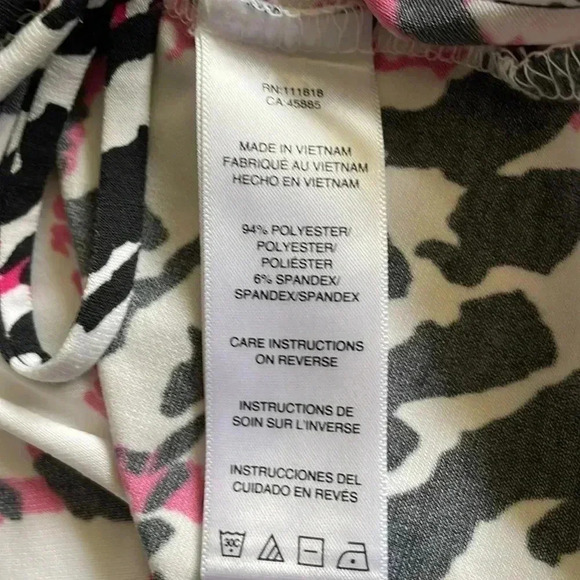 RN:111818
CA:45885
MADE IN VIETNAM
FABRIQUÉ AU VIETNAM
HECHO EN VIETNAM
94% POLYESTER/
POLYESTER/
POLIÉSTER
6% SPANDEX/
SPANDEX/SPANDEX
CARE INSTRUCTIONS
ON REVERSE
INSTRUCTIONS DE
SOIN SUR L'INVERSE
INSTRUCCIONES DEL
CUIDADO EN REVÉS
30C